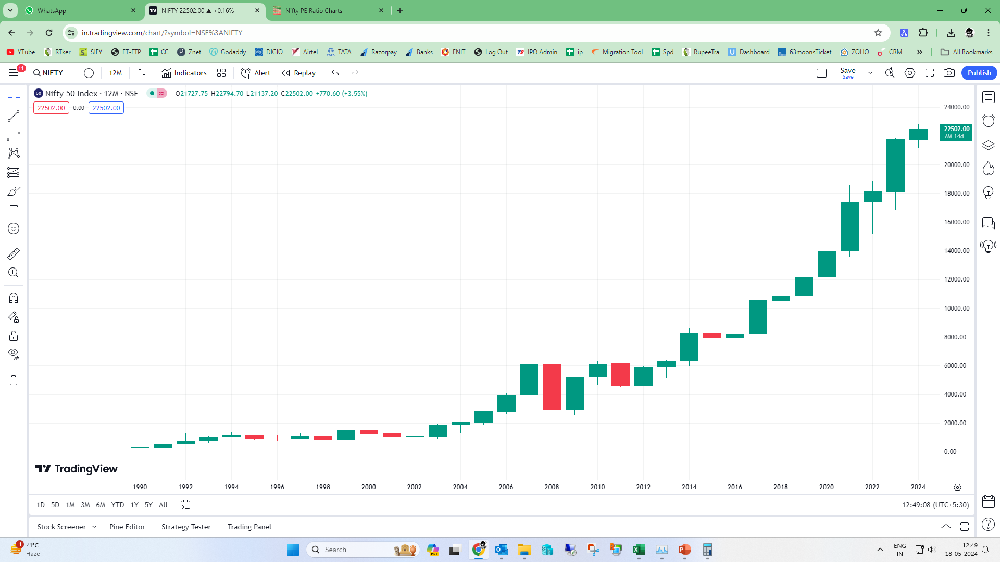 WhatsApp
NIFTY 22502.00 ▲ +0.16%
Nifty PE Ratio Charts
in.tradingview.com/chart/?symbol=NSE%3ANIFTY
YTube RTker SIFY FT-FTP CC Znet Godaddy DIGIO Airtel TATA Razorpay Banks ENIT Log Out IPO Admin ip Migration Tool Spd RupeeTra Dashboard 63moonsTicket ZOHO CRM » All Bookmarks
11
NIFTY 12M Indicators Alert Replay Save Publish
Save
50 Nifty 50 Index · 12M · NSE O21727.75 H22794.70 L21137.20 C22502.00 +770.60 (+3.55%)
22502.00 0.00 22502.00
24000.00
22502.00
7M 14d
20000.00
18000.00
16000.00
14000.00
12000.00
10000.00
8000.00
6000.00
4000.00
2000.00
0.00
TradingView
1990 1992 1994 1996 1998 2000 2002 2004 2006 2008 2010 2012 2014 2016 2018 2020 2022 2024
1D 5D 1M 3M 6M YTD 1Y 5Y All 12:49:08 (UTC+5:30)
Stock Screener Pine Editor Strategy Tester Trading Panel
1
41°C
Haze
Search
PRE
ENG
IN
12:49
18-05-2024